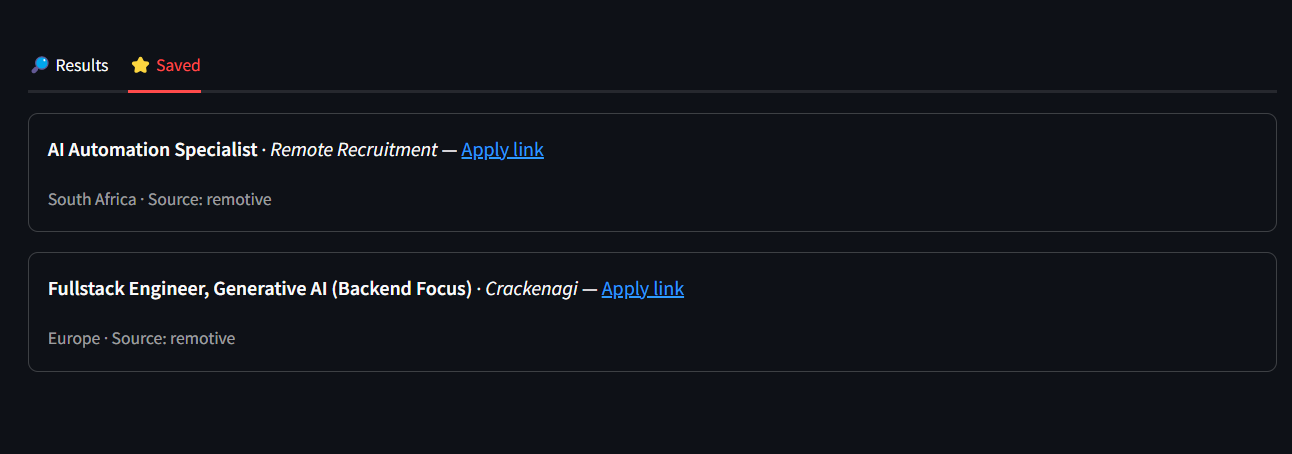 Results Saved
AI Automation Specialist · Remote Recruitment — Apply link
South Africa · Source: remotive
Fullstack Engineer, Generative AI (Backend Focus) · Crackenagi — Apply link
Europe · Source: remotive